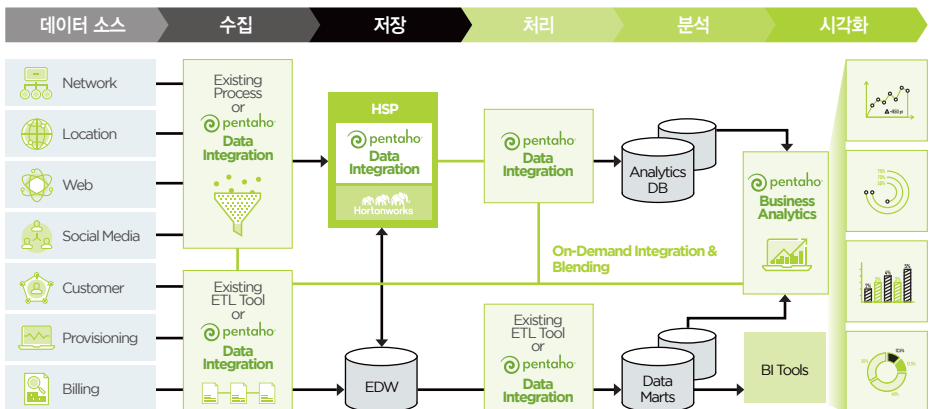 데이터 소스
수집
저장
처리
분석
시각화
Network
Location
Web
Social Media
Customer
Provisioning
Billing
Existing
Process
or
pentaho
Data
Integration
Existing
ETL Tool
or
pentaho
Data
Integration
HSP
pentaho
Data
Integration
Hortonworks
EDW
pentaho
Data
Integration
On-Demand Integration &
Blending
Existing
ETL Tool
or
pentaho
Data
Integration
Analytics
DB
Data
Marts
pentaho
Business
Analytics
BI Tools